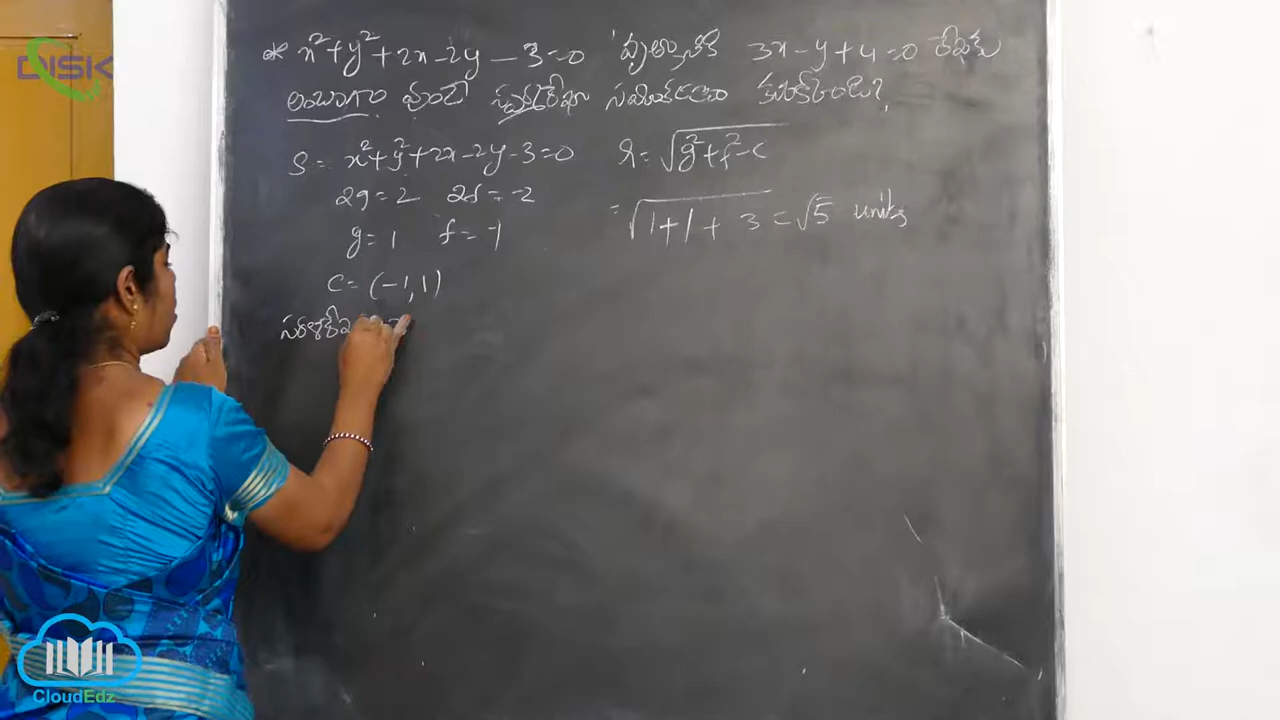 DISK
* x²+y²+2x-2y-3=0 వృత్తానికి 3x-y+4=0 రేఖకు
లంబంగా వుండే స్పర్శరేఖా సమీకరణాలు కనుక్కోండి?
S = x²+y²+2x-2y-3=0 r = √g²+f²-c
2g=2 2f=-2 = √1+1+3 = √5 units
g=1 f=-1
C=(-1,1)
సరళరేఖ
CloudEdz